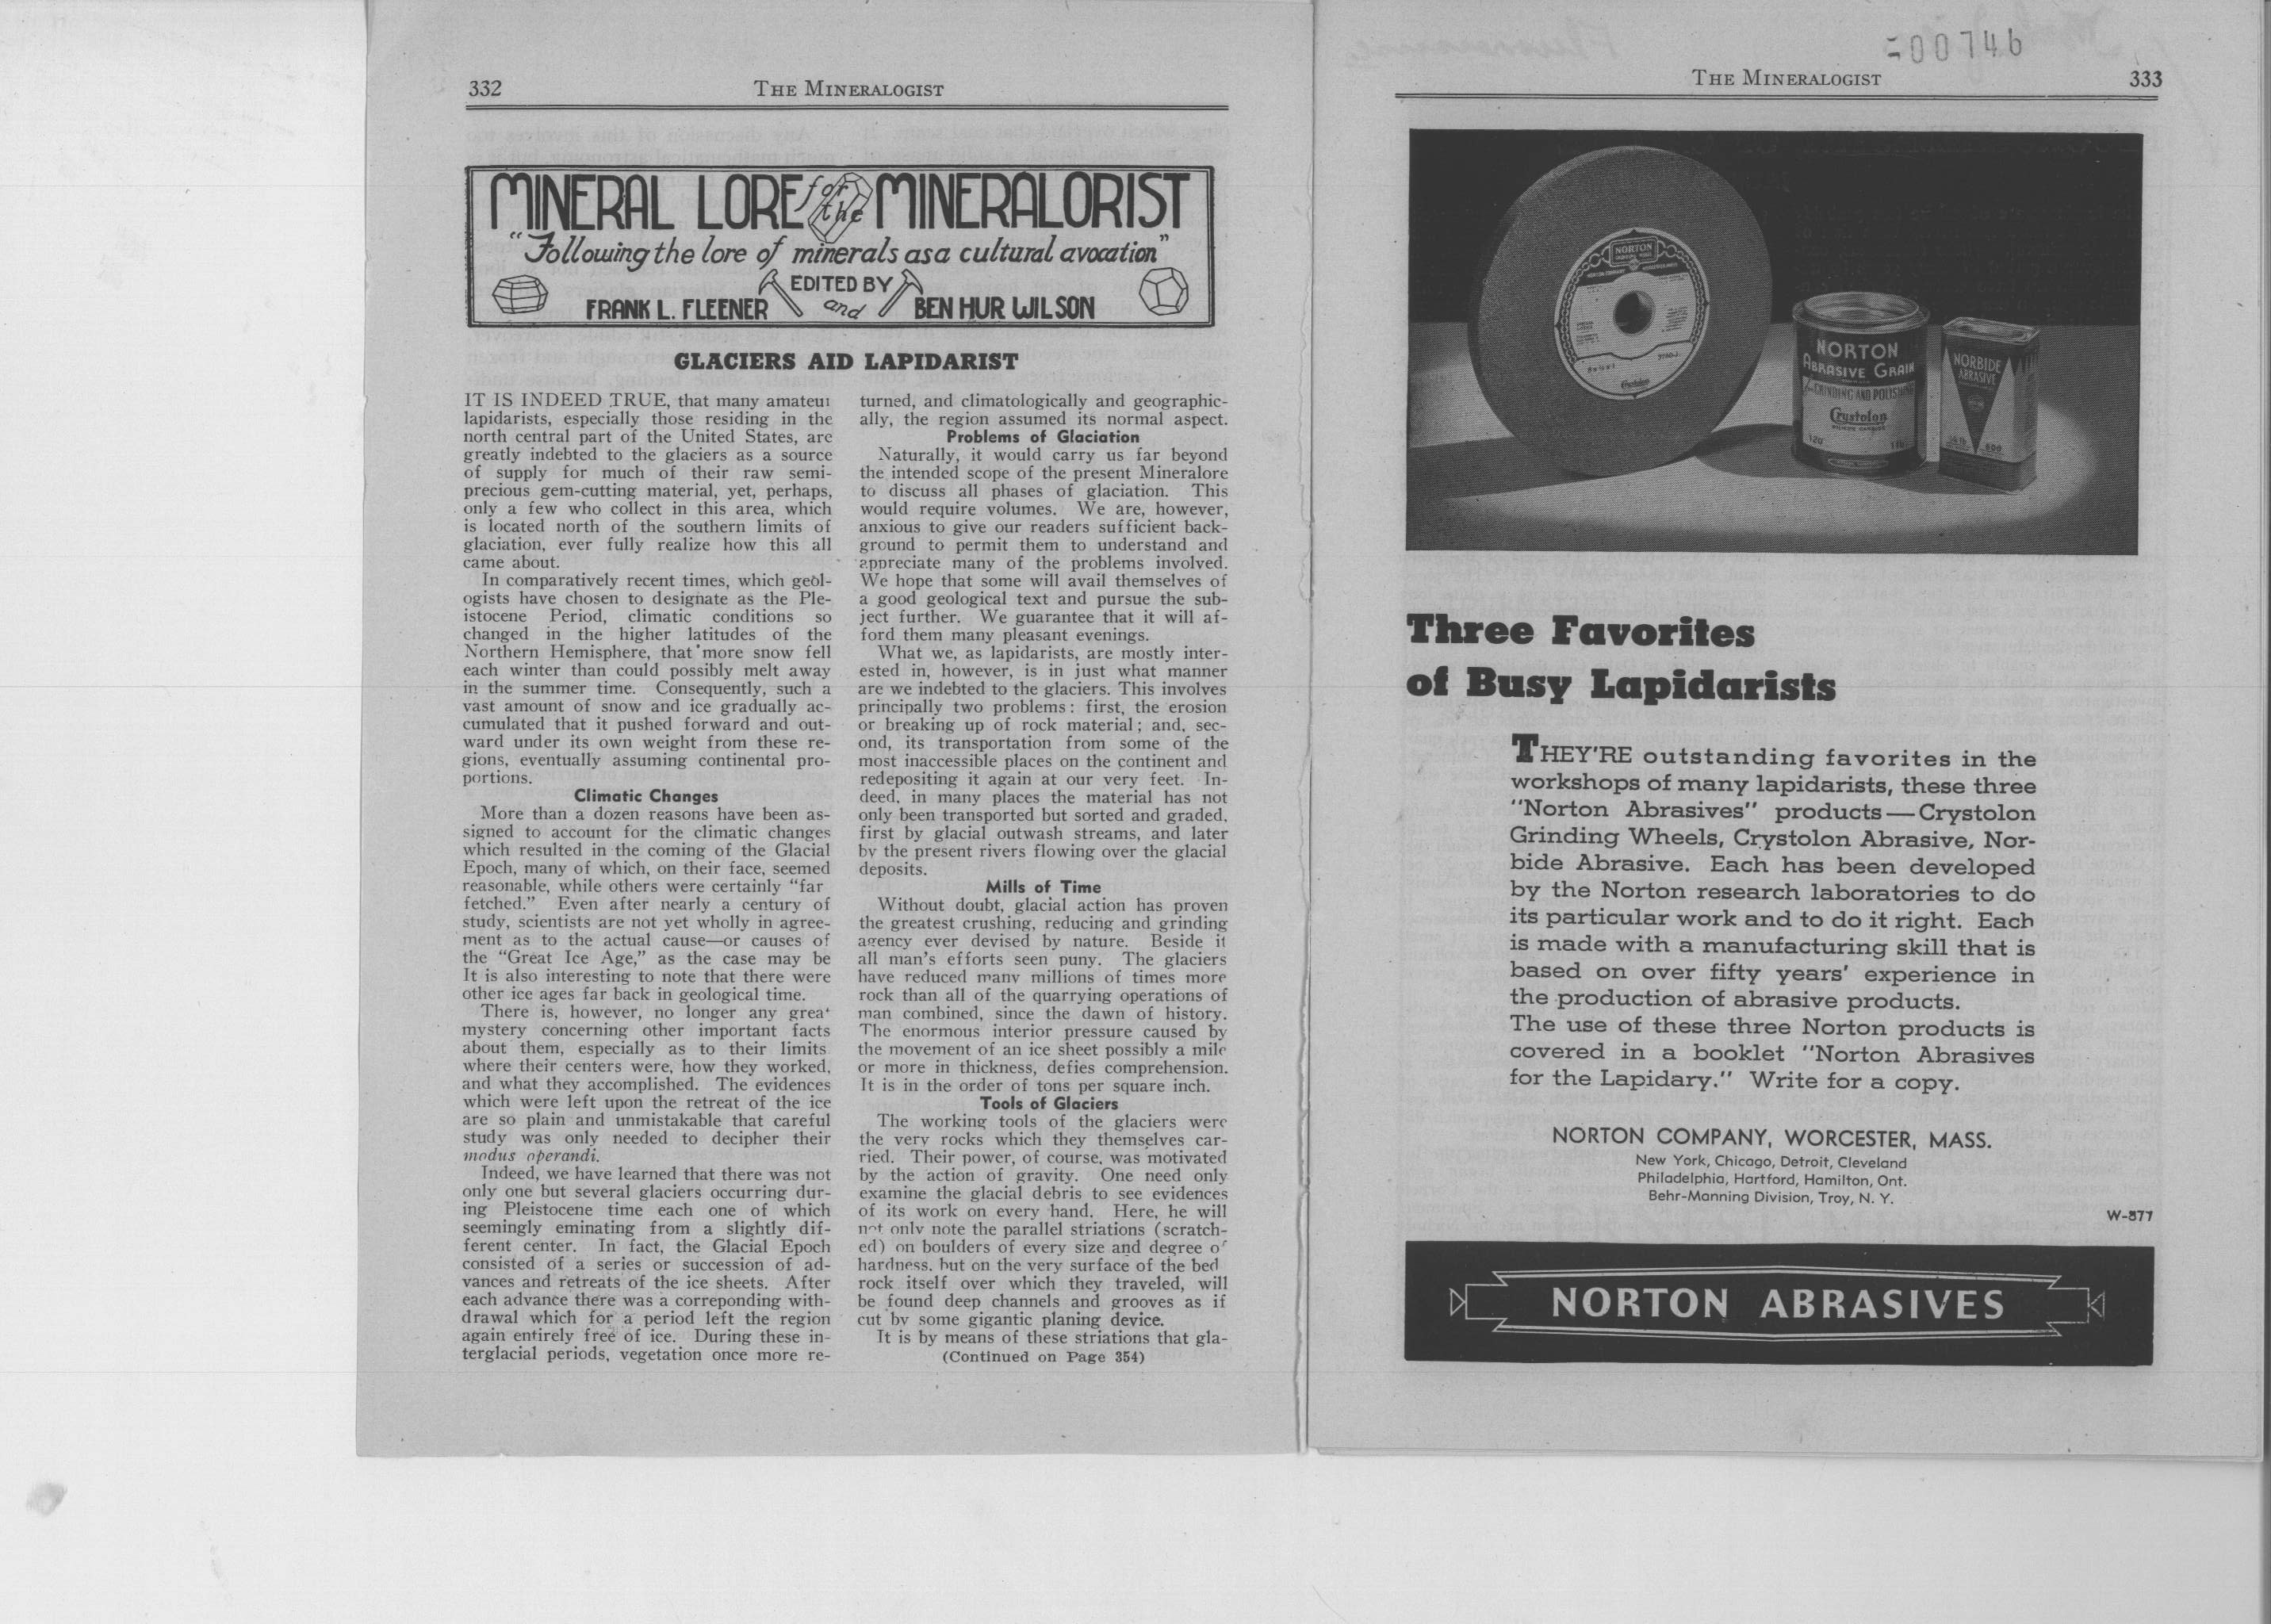 332
THE MINERALOGIST
MINERAL LORE for the MINERALORIST
"Following the lore of minerals as a cultural avocation"
EDITED BY
FRANK L. FLEENER and BEN HUR WILSON
GLACIERS AID LAPIDARIST
IT IS INDEED TRUE, that many amateur
lapidarists, especially those residing in the
north central part of the United States, are
greatly indebted to the glaciers as a source
of supply for much of their raw semi-
precious gem-cutting material, yet, perhaps,
only a few who collect in this area, which
is located north of the southern limits of
glaciation, ever fully realize how this all
came about.
In comparatively recent times, which geol-
ogists have chosen to designate as the Ple-
istocene Period, climatic conditions so
changed in the higher latitudes of the
Northern Hemisphere, that more snow fell
each winter than could possibly melt away
in the summer time. Consequently, such a
vast amount of snow and ice gradually ac-
cumulated that it pushed forward and out-
ward under its own weight from these re-
gions, eventually assuming continental pro-
portions.
Climatic Changes
More than a dozen reasons have been as-
signed to account for the climatic changes
which resulted in the coming of the Glacial
Epoch, many of which, on their face, seemed
reasonable, while others were certainly "far
fetched." Even after nearly a century of
study, scientists are not yet wholly in agree-
ment as to the actual cause—or causes of
the "Great Ice Age," as the case may be
It is also interesting to note that there were
other ice ages far back in geological time.
There is, however, no longer any great
mystery concerning other important facts
about them, especially as to their limits
where their centers were, how they worked,
and what they accomplished. The evidences
which were left upon the retreat of the ice
are so plain and unmistakable that careful
study was only needed to decipher their
modus operandi.
Indeed, we have learned that there was not
only one but several glaciers occurring dur-
ing Pleistocene time each one of which
seemingly eminating from a slightly dif-
ferent center. In fact, the Glacial Epoch
consisted of a series or succession of ad-
vances and retreats of the ice sheets. After
each advance there was a correponding with-
drawal which for a period left the region
again entirely free of ice. During these in-
terglacial periods, vegetation once more re-
turned, and climatologically and geographic-
ally, the region assumed its normal aspect.
Problems of Glaciation
Naturally, it would carry us far beyond
the intended scope of the present Mineralore
to discuss all phases of glaciation. This
would require volumes. We are, however,
anxious to give our readers sufficient back-
ground to permit them to understand and
appreciate many of the problems involved.
We hope that some will avail themselves of
a good geological text and pursue the sub-
ject further. We guarantee that it will af-
ford them many pleasant evenings.
What we, as lapidarists, are mostly inter-
ested in, however, is in just what manner
are we indebted to the glaciers. This involves
principally two problems: first, the erosion
or breaking up of rock material; and, sec-
ond, its transportation from some of the
most inaccessible places on the continent and
redepositing it again at our very feet. In-
deed, in many places the material has not
only been transported but sorted and graded,
first by glacial outwash streams, and later
by the present rivers flowing over the glacial
deposits.
Mills of Time
Without doubt, glacial action has proven
the greatest crushing, reducing and grinding
agency ever devised by nature. Beside it
all man's efforts seen puny. The glaciers
have reduced many millions of times more
rock than all of the quarrying operations of
man combined, since the dawn of history.
The enormous interior pressure caused by
the movement of an ice sheet possibly a mile
or more in thickness, defies comprehension.
It is in the order of tons per square inch.
Tools of Glaciers
The working tools of the glaciers were
the very rocks which they themselves car-
ried. Their power, of course, was motivated
by the action of gravity. One need only
examine the glacial debris to see evidences
of its work on every hand. Here, he will
not only note the parallel striations (scratch-
ed) on boulders of every size and degree of
hardness, but on the very surface of the bed
rock itself over which they traveled, will
be found deep channels and grooves as if
cut by some gigantic planing device.
It is by means of these striations that gla-
(Continued on Page 354)
00746
THE MINERALOGIST
333
NORTON
Crystolon
NORTON
ABRASIVE GRAIN
GRINDING AND POLISHING
Crystolon
SILICON CARBIDE
120
NORBIDE
ABRASIVE
600
Three Favorites
of Busy Lapidarists
THEY'RE outstanding favorites in the
workshops of many lapidarists, these three
"Norton Abrasives" products—Crystolon
Grinding Wheels, Crystolon Abrasive, Nor-
bide Abrasive. Each has been developed
by the Norton research laboratories to do
its particular work and to do it right. Each
is made with a manufacturing skill that is
based on over fifty years' experience in
the production of abrasive products.
The use of these three Norton products is
covered in a booklet "Norton Abrasives
for the Lapidary." Write for a copy.
NORTON COMPANY, WORCESTER, MASS.
New York, Chicago, Detroit, Cleveland
Philadelphia, Hartford, Hamilton, Ont.
Behr-Manning Division, Troy, N. Y.
W-877
NORTON ABRASIVES